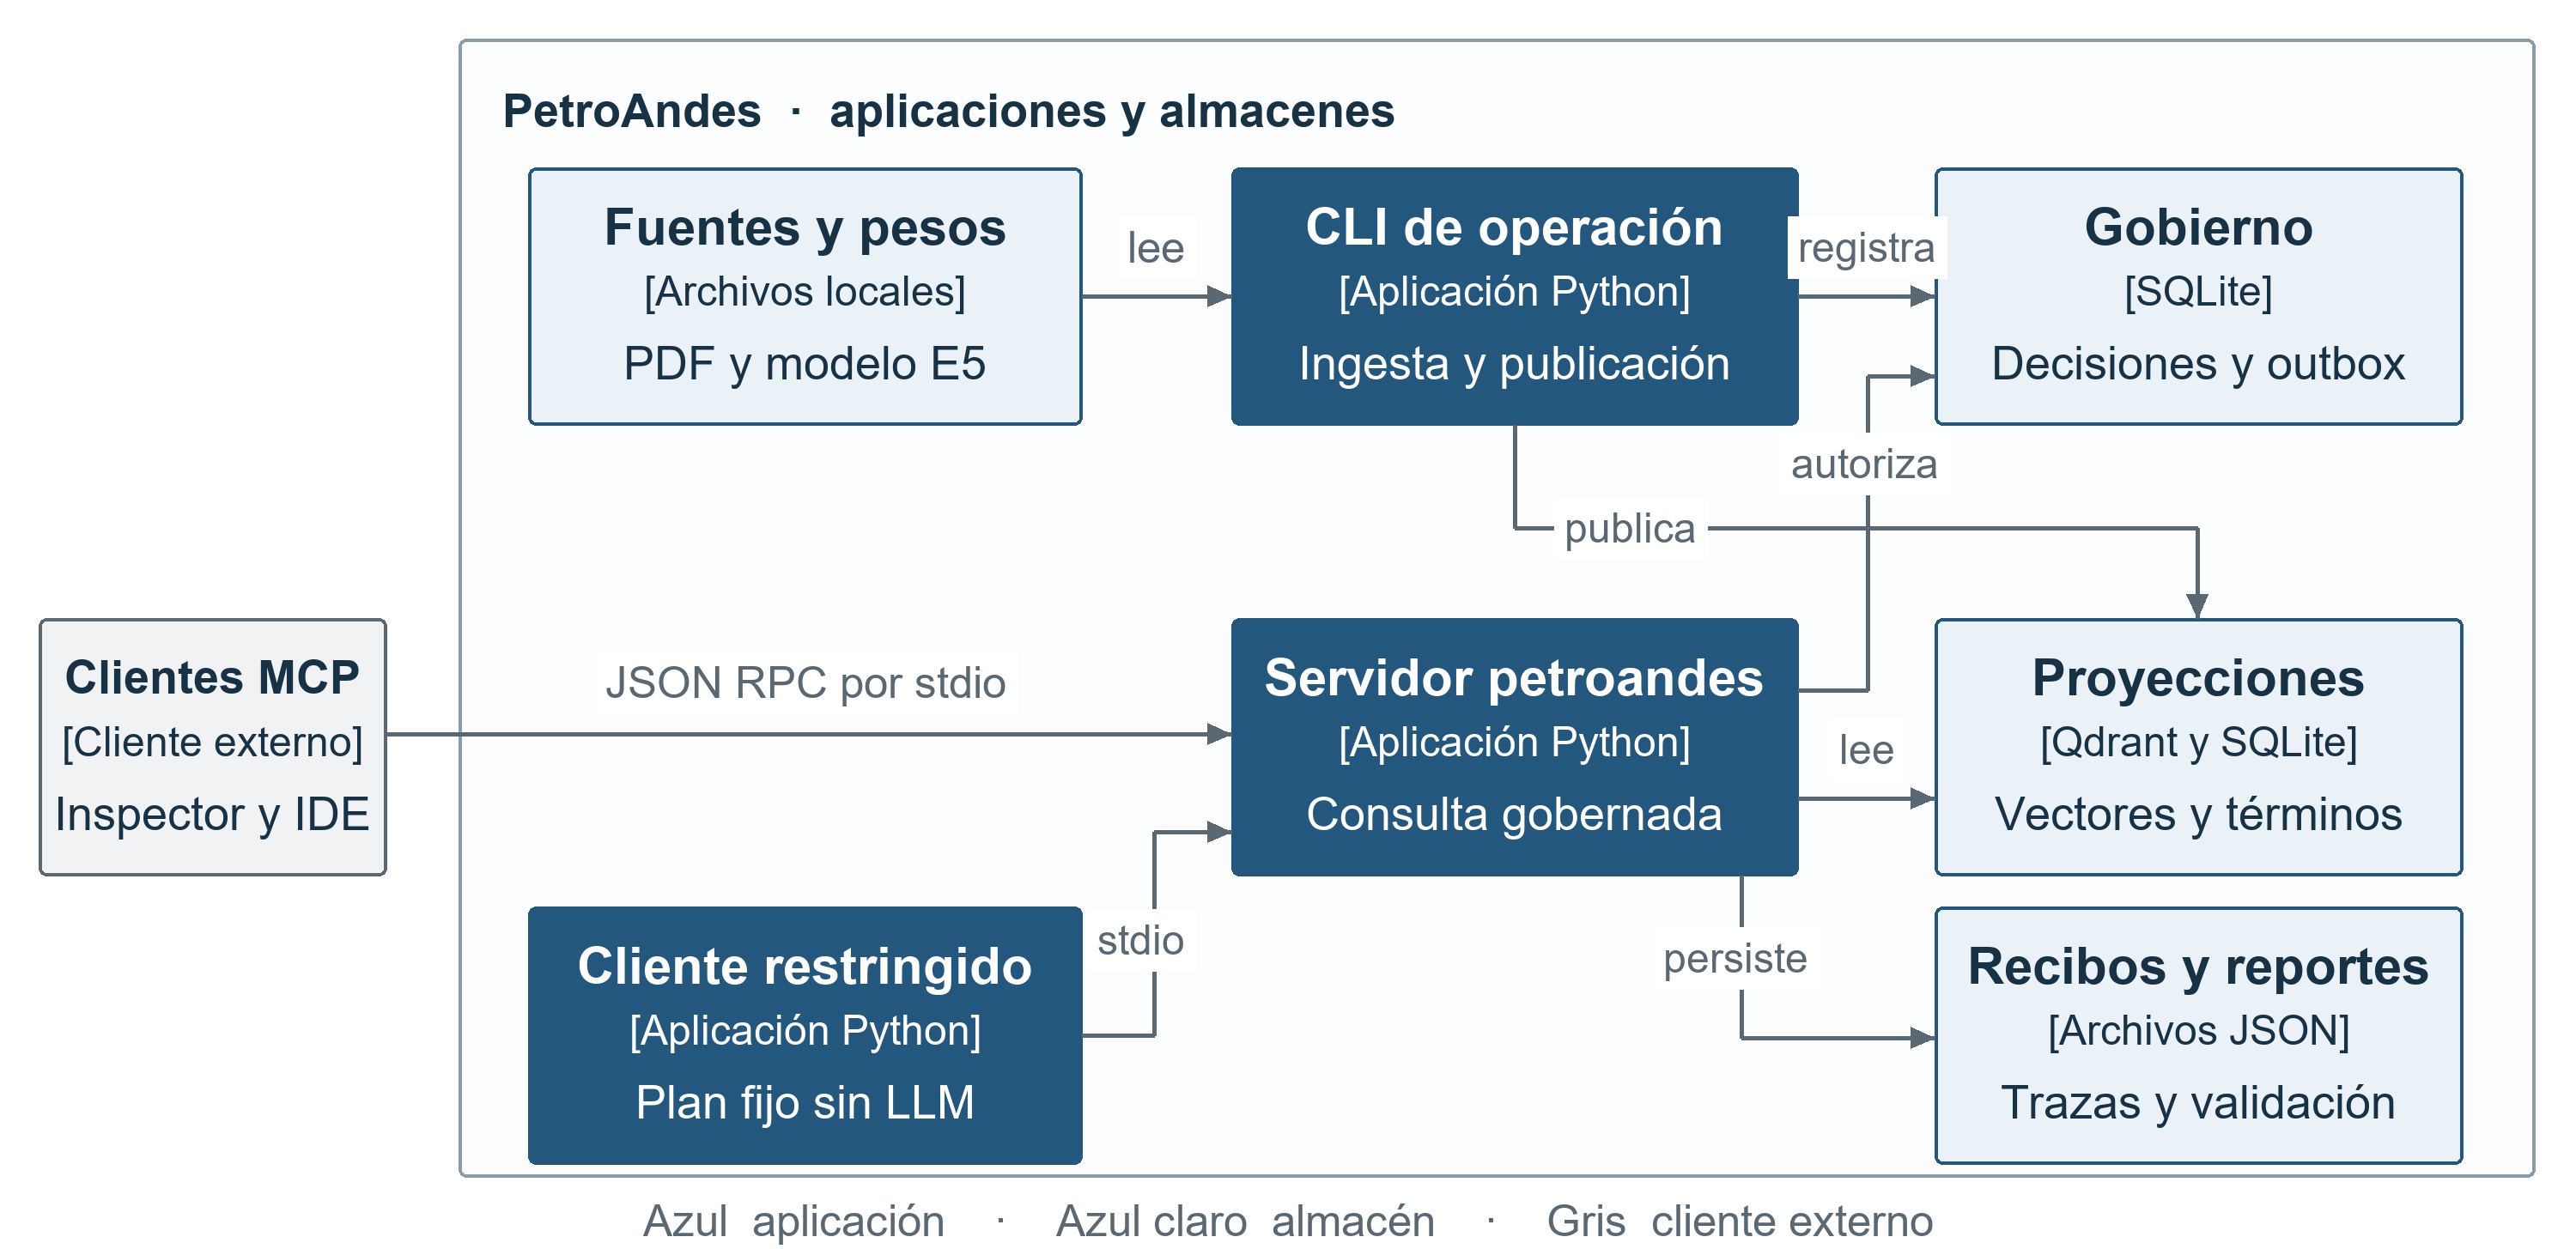 PetroAndes · aplicaciones y almacenes
Fuentes y pesos
[Archivos locales]
PDF y modelo E5
lee
CLI de operación
[Aplicación Python]
Ingesta y publicación
registra
Gobierno
[SQLite]
Decisiones y outbox
autoriza
publica
Clientes MCP
[Cliente externo]
Inspector y IDE
JSON RPC por stdio
Servidor petroandes
[Aplicación Python]
Consulta gobernada
lee
Proyecciones
[Qdrant y SQLite]
Vectores y términos
Cliente restringido
[Aplicación Python]
Plan fijo sin LLM
stdio
persiste
Recibos y reportes
[Archivos JSON]
Trazas y validación
Azul aplicación · Azul claro almacén · Gris cliente externo